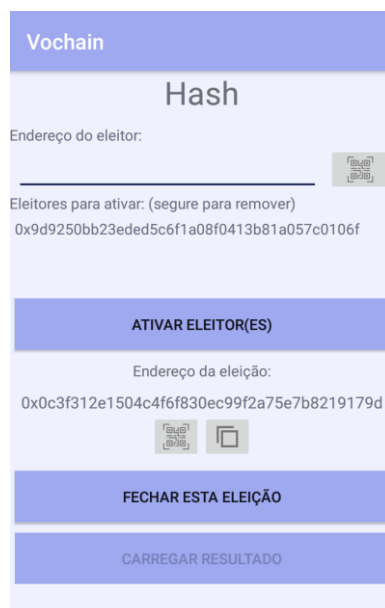 Vochain
Hash
Endereço do eleitor:
Eleitores para ativar: (segure para remover)
0x9d9250bb23eded5c6f1a08f0413b81a057c0106f
ATIVAR ELEITOR(ES)
Endereço da eleição:
0x0c3f312e1504c4f6f830ec99f2a75e7b8219179d
FECHAR ESTA ELEIÇÃO
CARREGAR RESULTADO